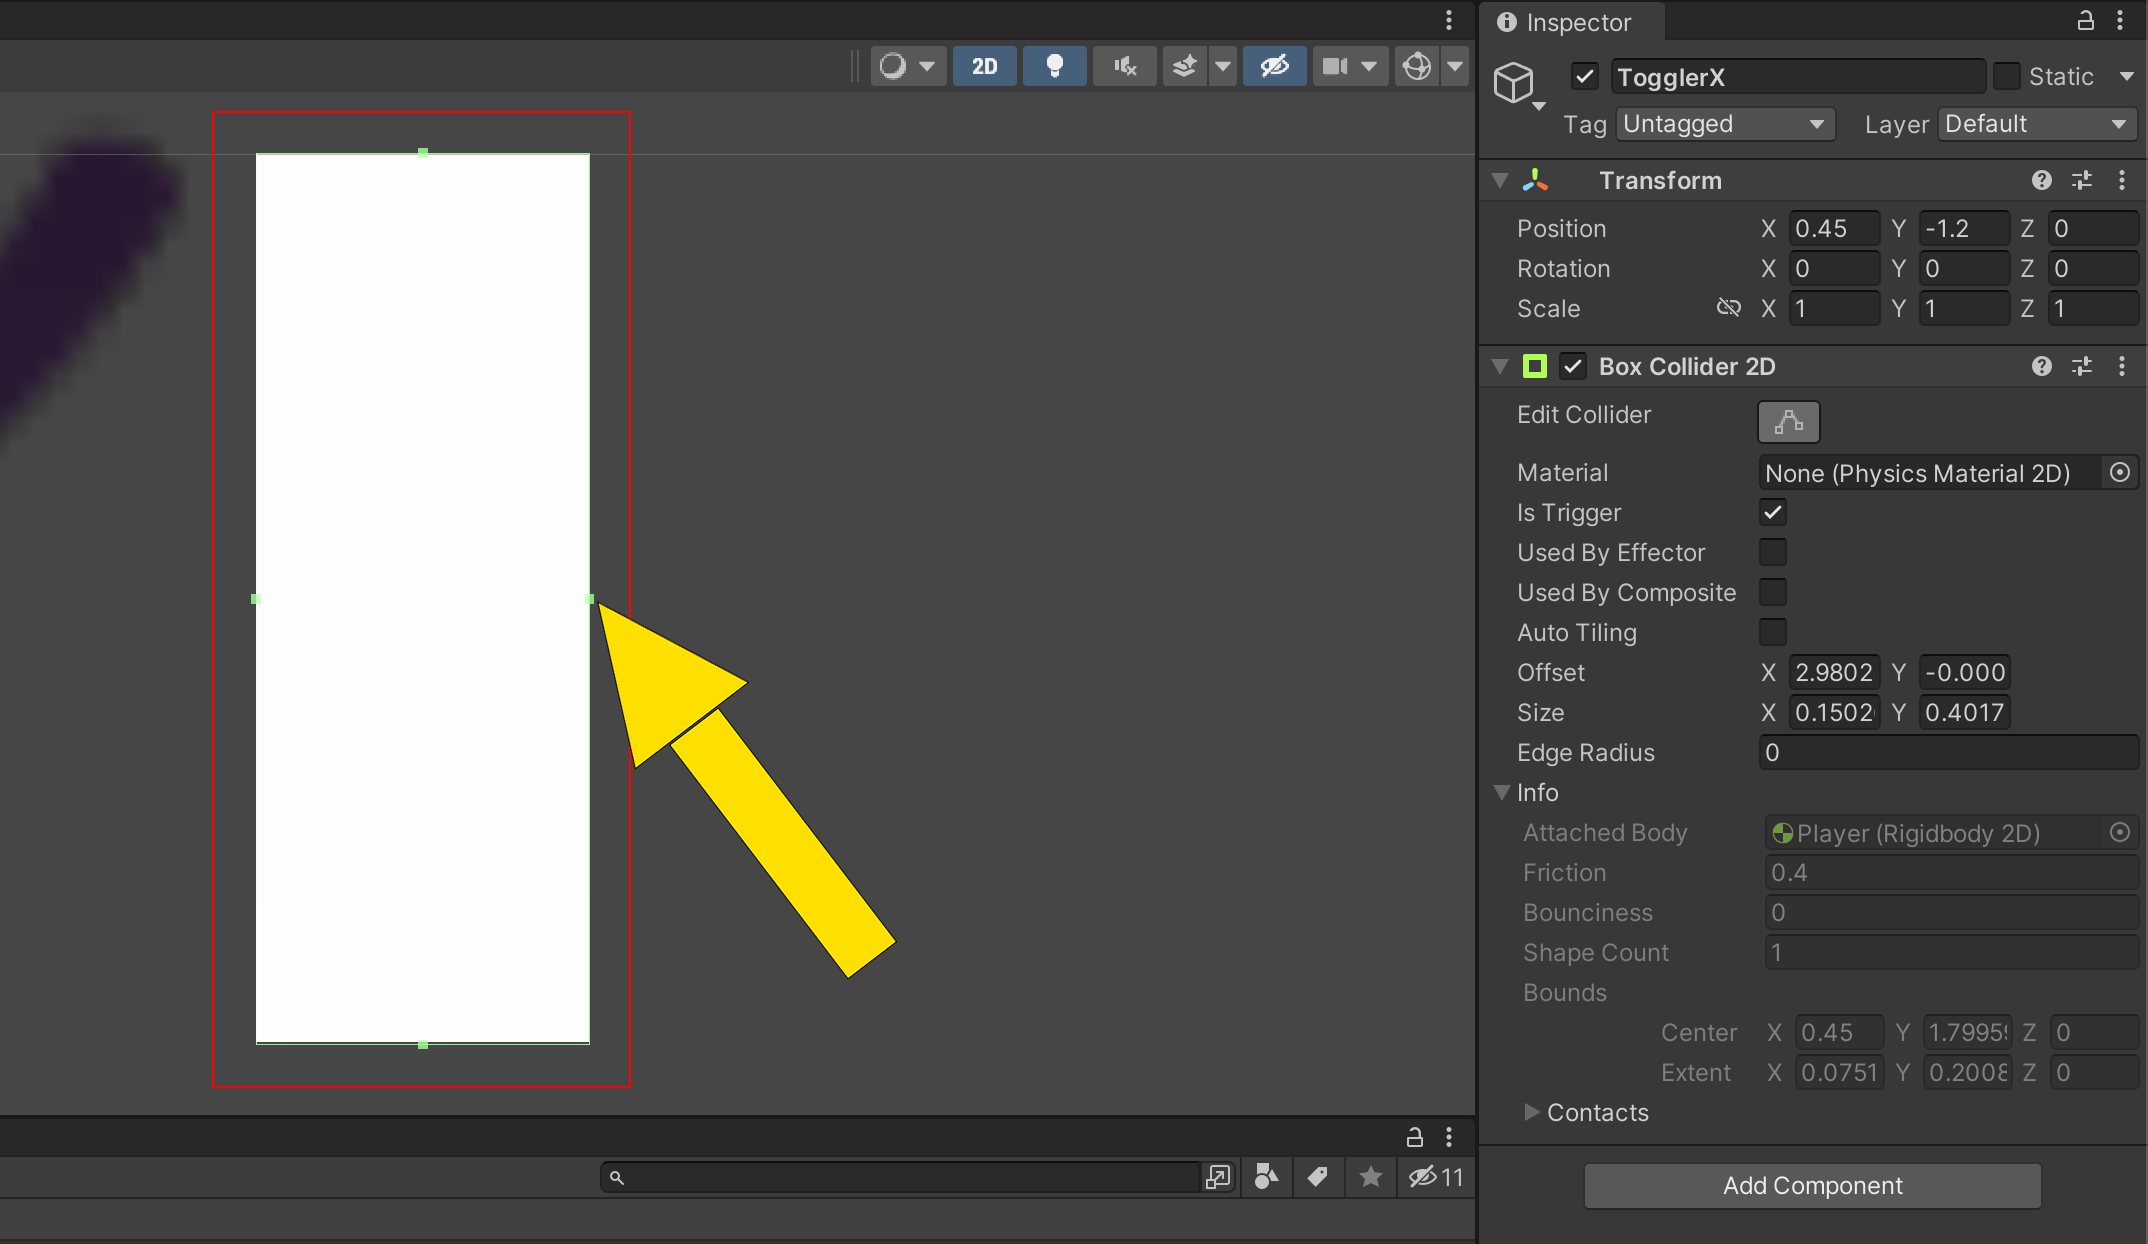 Inspector
2D
TogglerX
Static
Tag Untagged Layer Default
Transform
Position X 0.45 Y -1.2 Z 0
Rotation X 0 Y 0 Z 0
Scale X 1 Y 1 Z 1
Box Collider 2D
Edit Collider
Material None (Physics Material 2D)
Is Trigger
Used By Effector
Used By Composite
Auto Tiling
Offset X 2.9802 Y -0.000
Size X 0.1502 Y 0.4017
Edge Radius 0
Info
Attached Body Player (Rigidbody 2D)
Friction 0.4
Bounciness 0
Shape Count 1
Bounds
Center X 0.45 Y 1.7995 Z 0
Extent X 0.0751 Y 0.2008 Z 0
Contacts
11
Add Component